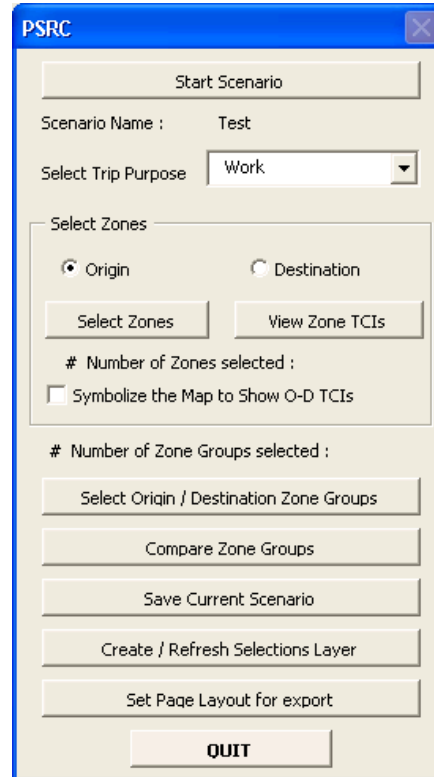 PSRC
Start Scenario
Scenario Name : Test
Select Trip Purpose Work
Select Zones
Origin Destination
Select Zones View Zone TCIs
# Number of Zones selected :
Symbolize the Map to Show O-D TCIs
# Number of Zone Groups selected :
Select Origin / Destination Zone Groups
Compare Zone Groups
Save Current Scenario
Create / Refresh Selections Layer
Set Page Layout for export
QUIT